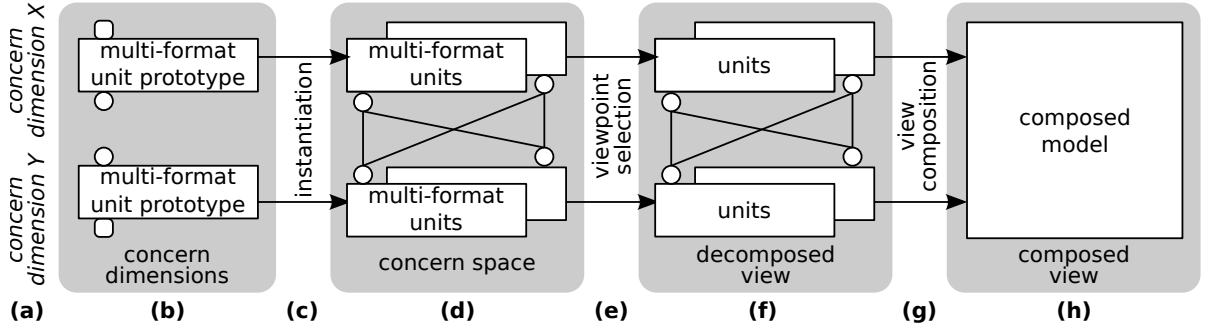 concern
dimension X
concern
dimension Y
multi-format
unit prototype
multi-format
unit prototype
concern
dimensions
instantiation
multi-format
units
multi-format
units
concern space
viewpoint
selection
units
units
decomposed
view
view
composition
composed
model
composed
view
(a)
(b)
(c)
(d)
(e)
(f)
(g)
(h)